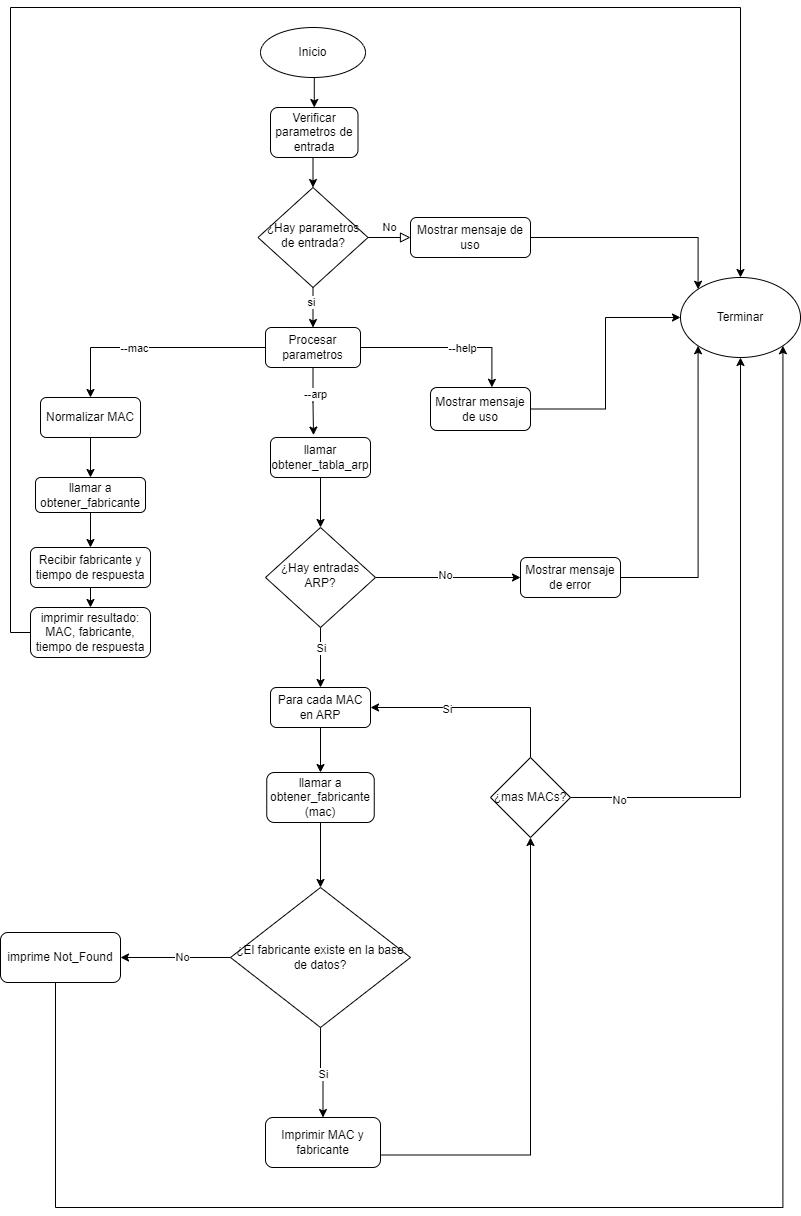 Inicio
Verificar
parametros de
entrada
¿Hay parametros
de entrada?
No
Mostrar mensaje de
uso
si
Terminar
Procesar
parametros
--mac
--help
--arp
Normalizar MAC
Mostrar mensaje
de uso
llamar
obtener_tabla_arp
llamar a
obtener_fabricante
Recibir fabricante y
tiempo de respuesta
¿Hay entradas
ARP?
No
Mostrar mensaje
de error
imprimir resultado:
MAC, fabricante,
tiempo de respuesta
Si
Para cada MAC
en ARP
Si
llamar a
obtener_fabricante
(mac)
¿mas MACs?
No
¿El fabricante existe en la base
de datos?
No
imprime Not_Found
Si
Imprimir MAC y
fabricante